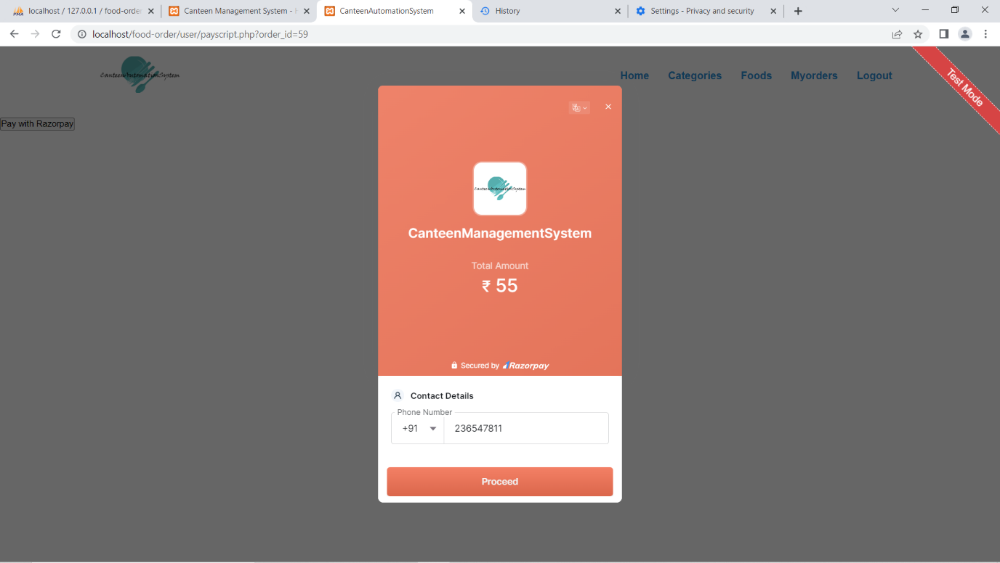 localhost / 127.0.0.1 / food-order
Canteen Management System - H
CanteenAutomationSystem
History
Settings - Privacy and security
localhost/food-order/user/payscript.php?order_id=59
CanteenAutomationSystem
Home
Categories
Foods
Myorders
Logout
Test Mode
Pay with Razorpay
CanteenAutomationSystem
CanteenManagementSystem
Total Amount
₹ 55
Secured by Razorpay
Contact Details
Phone Number
+91
236547811
Proceed